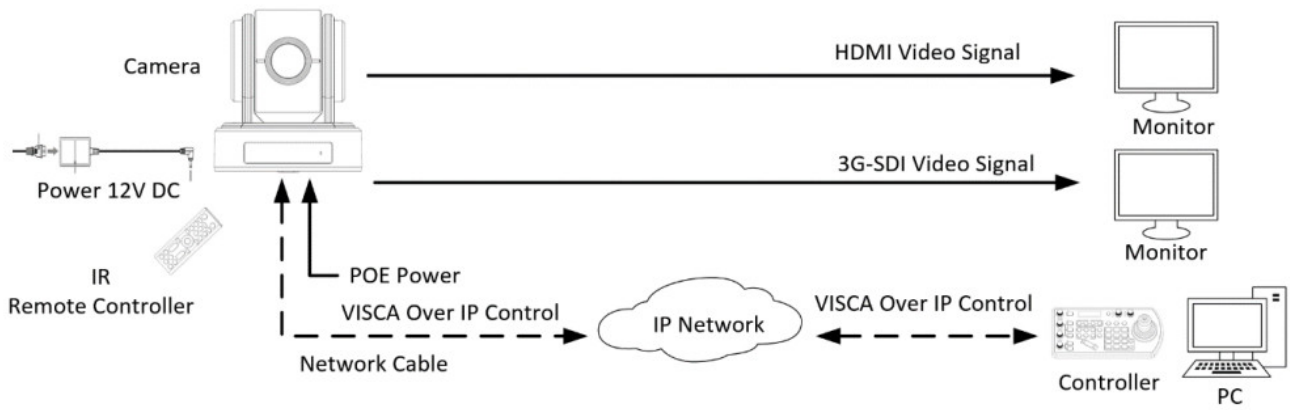 HDMI Video Signal
Camera
Monitor
3G-SDI Video Signal
Power 12V DC
Monitor
IR
Remote Controller
POE Power
VISCA Over IP Control
IP Network
VISCA Over IP Control
Network Cable
Controller
PC